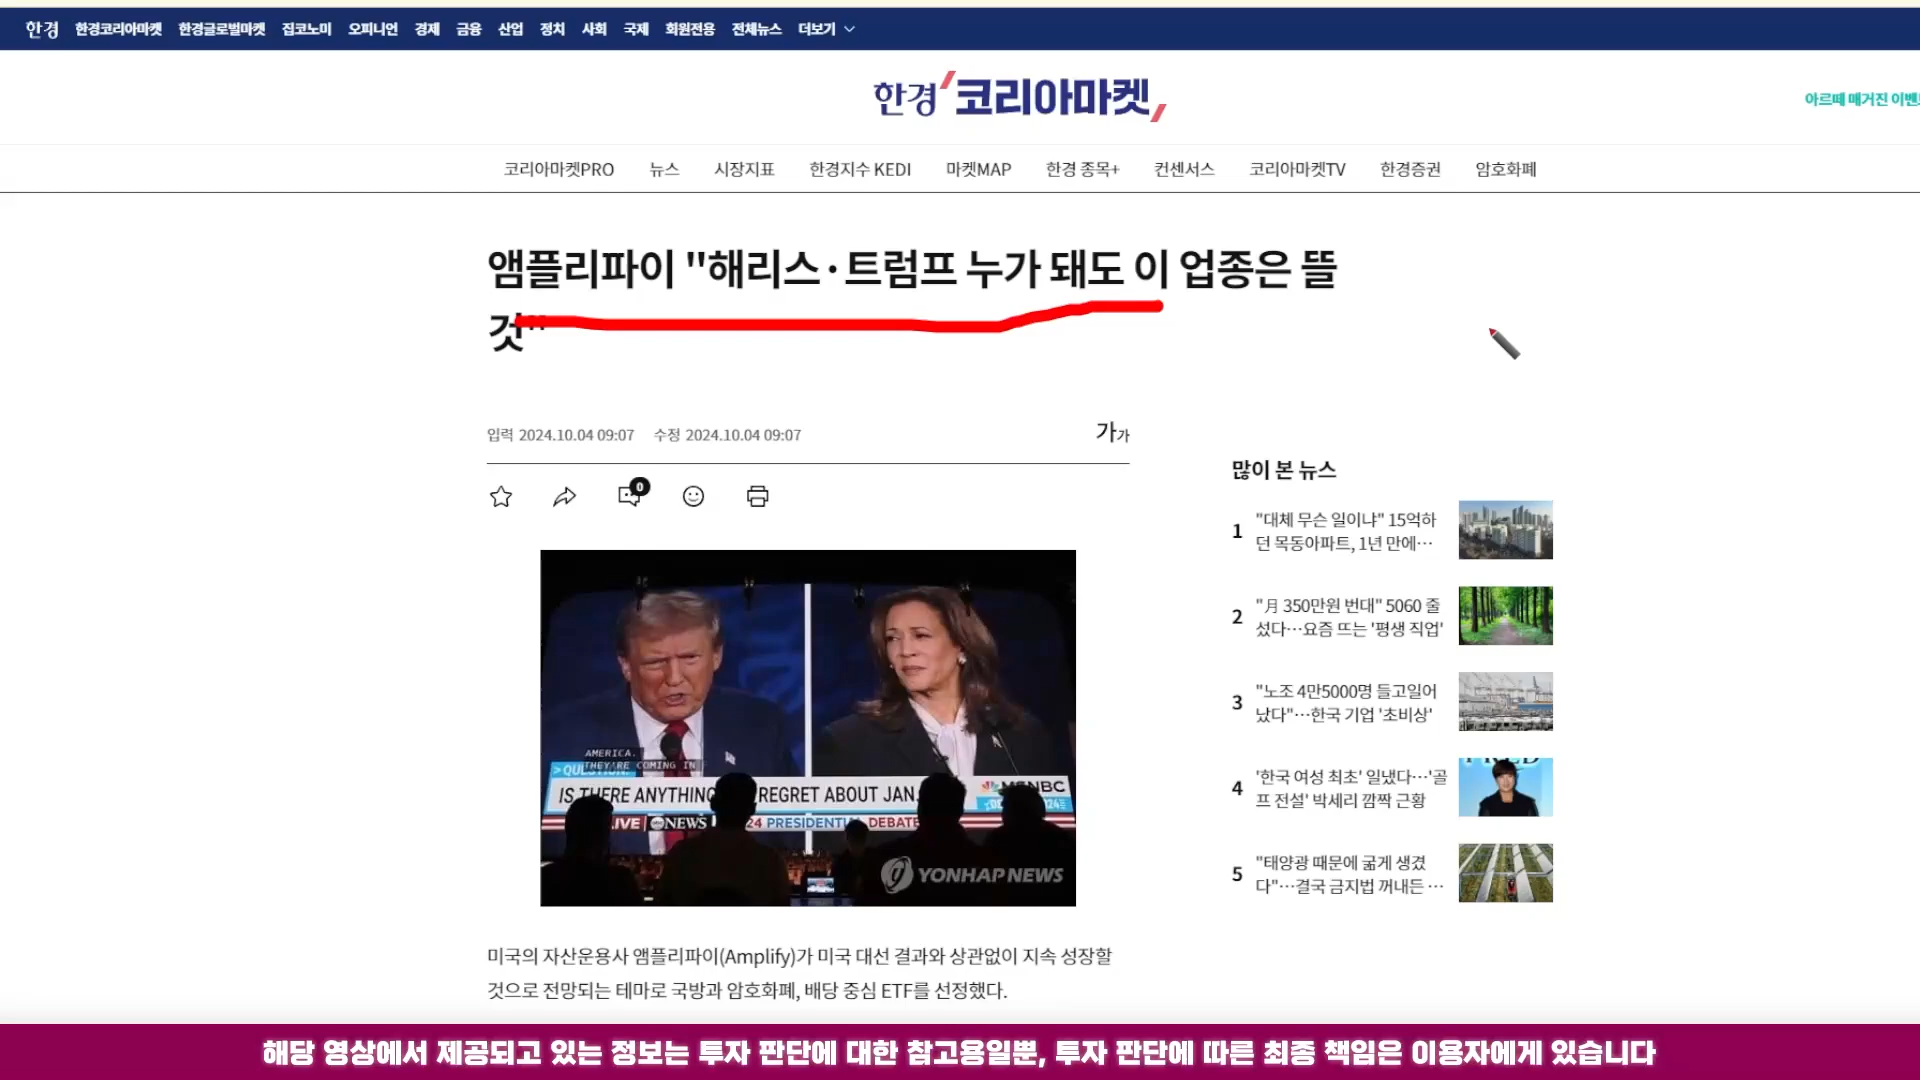 한경 한경코리아마켓 한경글로벌마켓 집코노미 오피니언 경제 금융 산업 정치 사회 국제 회원전용 전체뉴스 더보기
한경 코리아마켓
아르떼 매거진 이벤
코리아마켓PRO 뉴스 시장지표 한경지수 KEDI 마켓MAP 한경 종목+ 컨센서스 코리아마켓TV 한경증권 암호화폐
앰플리파이 "해리스·트럼프 누가 돼도 이 업종은 뜰
것"
입력 2024.10.04 09:07 수정 2024.10.04 09:07
가가
0
AMERICA.
THEY'RE COMING IN
> QUESTION:
IS THERE ANYTHING REGRET ABOUT JAN.
LIVE abc NEWS 24 PRESIDENTIAL DEBATE
YONHAP NEWS
미국의 자산운용사 앰플리파이(Amplify)가 미국 대선 결과와 상관없이 지속 성장할
것으로 전망되는 테마로 국방과 암호화폐, 배당 중심 ETF를 선정했다.
많이 본 뉴스
1 "대체 무슨 일이냐" 15억하
던 목동아파트, 1년 만에…
2 "月 350만원 번대" 5060 줄
섰다…요즘 뜨는 '평생 직업'
3 "노조 4만5000명 들고일어
났다"…한국 기업 '초비상'
4 '한국 여성 최초' 일냈다…'골
프 전설' 박세리 깜짝 근황
5 "태양광 때문에 굶게 생겼
다"…결국 금지법 꺼내든 …
해당 영상에서 제공되고 있는 정보는 투자 판단에 대한 참고용일뿐, 투자 판단에 따른 최종 책임은 이용자에게 있습니다